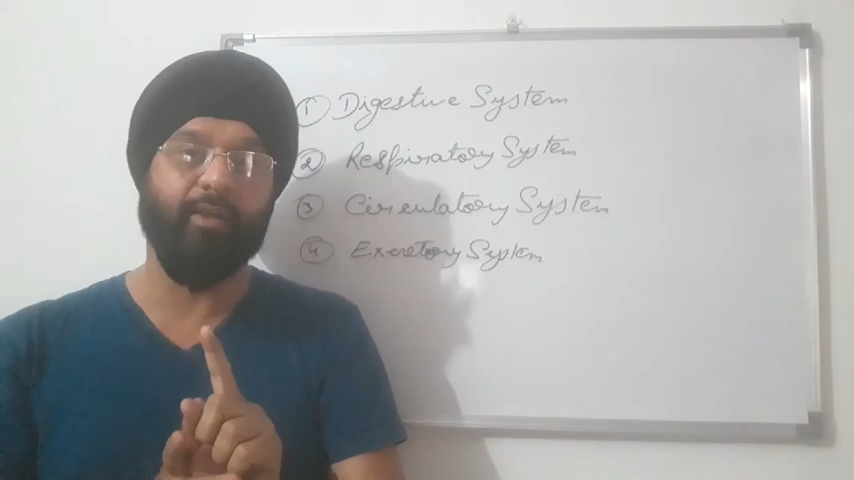 ① Digestive System
② Respiratory System
③ Circulatory System
④ Excretory System